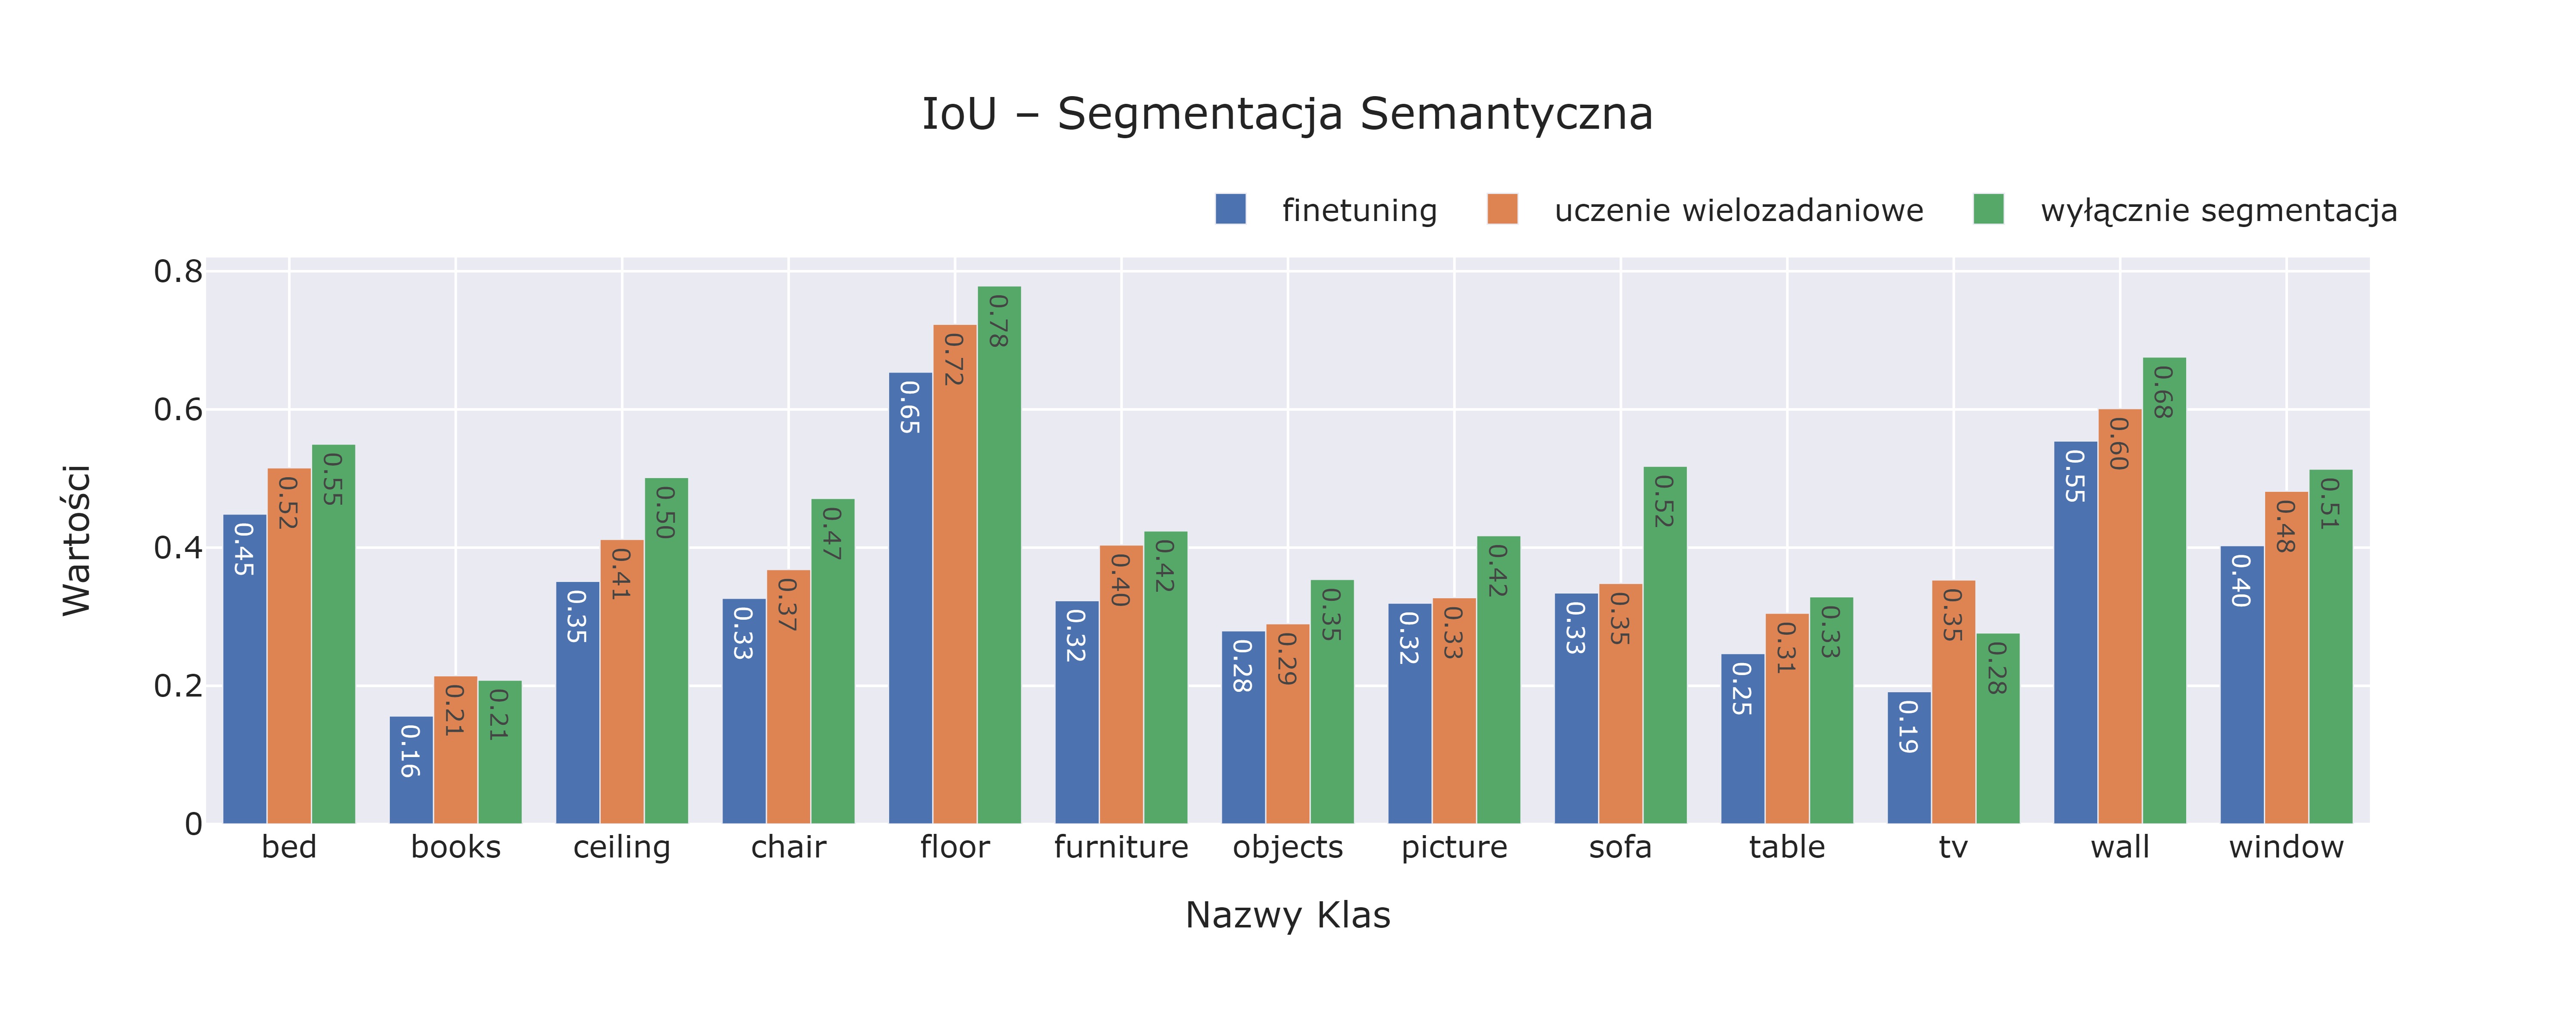 IoU – Segmentacja Semantyczna
finetuning uczenie wielozadaniowe wyłącznie segmentacja
Wartości
0.8
0.6
0.4
0.2
0
0.45 0.52 0.55
0.16 0.21 0.21
0.35 0.41 0.50
0.33 0.37 0.47
0.65 0.72 0.78
0.32 0.40 0.42
0.28 0.29 0.35
0.32 0.33 0.42
0.33 0.35 0.52
0.25 0.31 0.33
0.19 0.35 0.28
0.55 0.60 0.68
0.40 0.48 0.51
bed books ceiling chair floor furniture objects picture sofa table tv wall window
Nazwy Klas